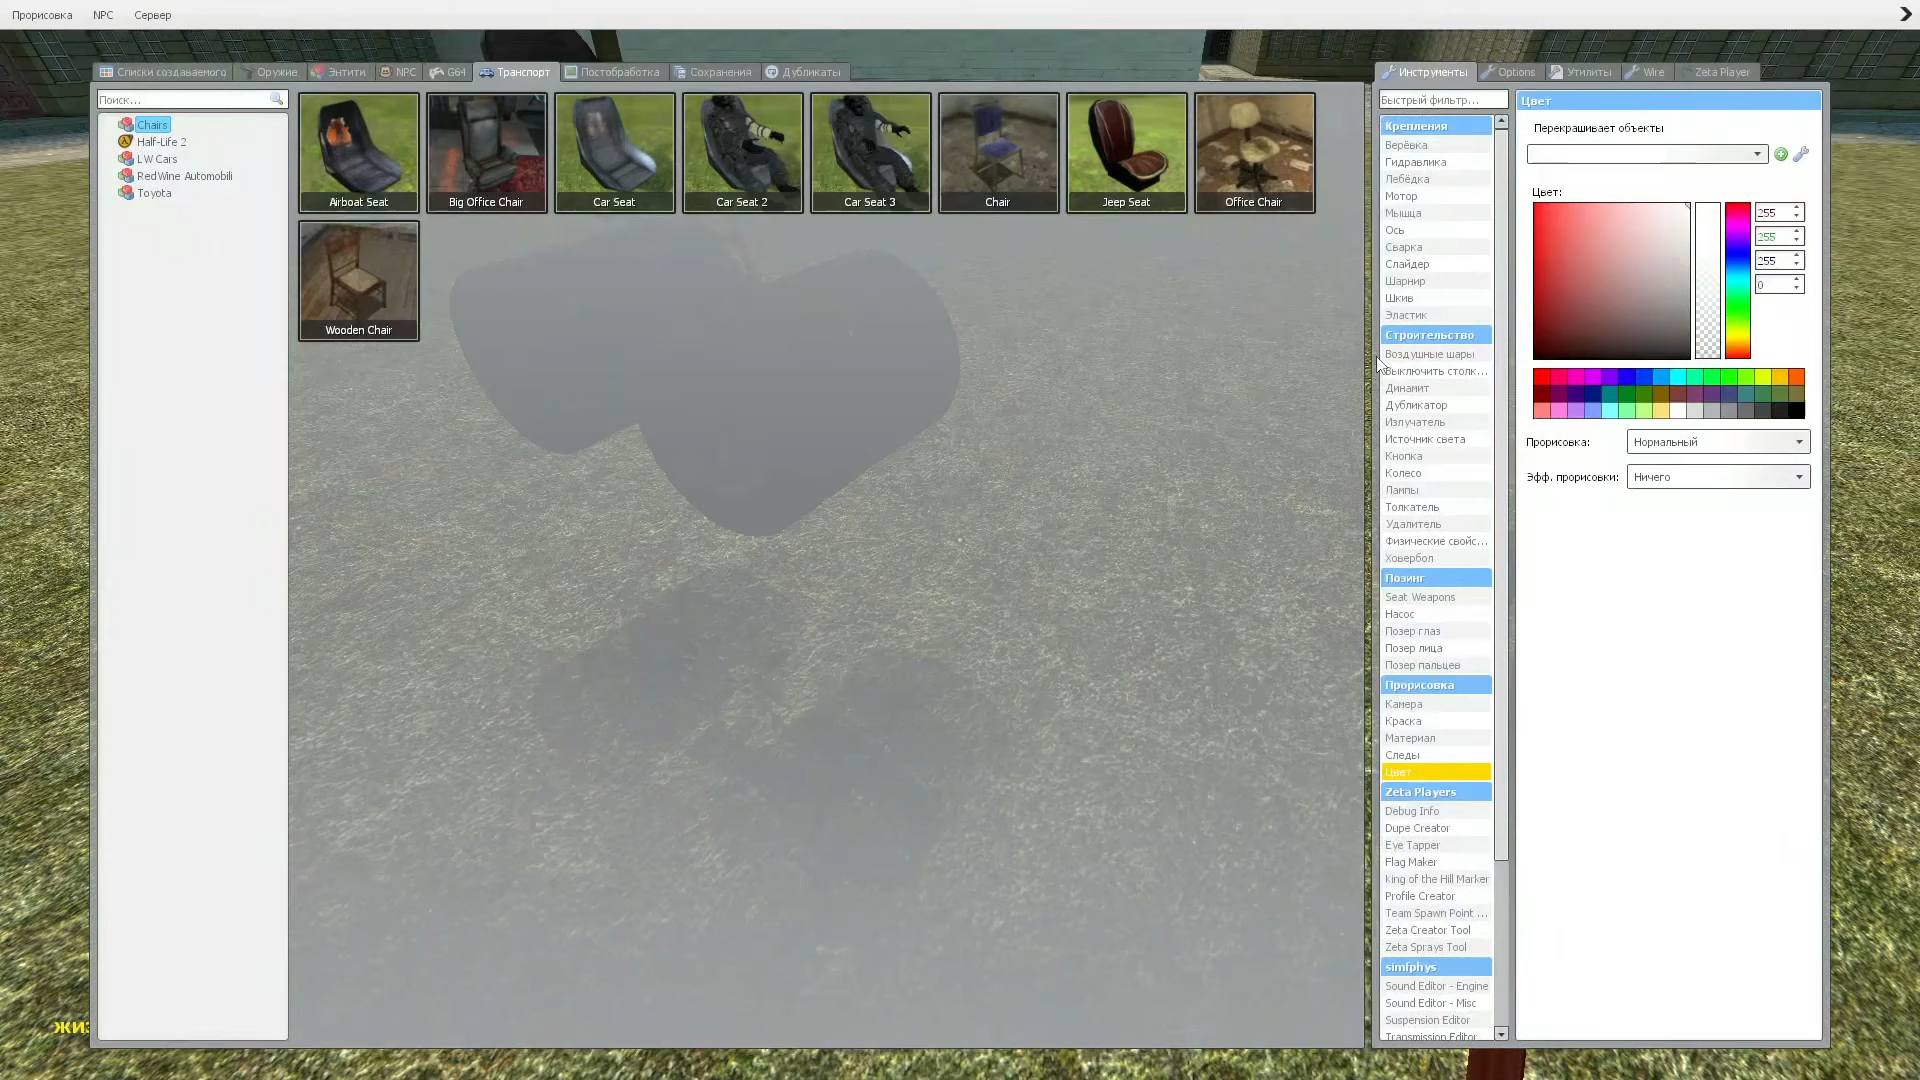 Прорисовка NPC Сервер
Списки создаваемого Оружие Энтити NPC G64 Транспорт Постобработка Сохранения Дубликаты
Инструменты Options Утилиты Wire Zeta Player
Поиск...
Chairs
Half-Life 2
LW Cars
RedWine Automobili
Toyota
Airboat Seat
Big Office Chair
Car Seat
Car Seat 2
Car Seat 3
Chair
Jeep Seat
Office Chair
Wooden Chair
Быстрый фильтр...
Крепления
Верёвка
Гидравлика
Лебёдка
Мотор
Мышца
Ось
Сварка
Слайдер
Шарнир
Шкив
Эластик
Строительство
Воздушные шары
Выключить столк...
Динамит
Дубликатор
Излучатель
Источник света
Кнопка
Колесо
Лампы
Толкатель
Удалитель
Физические свойс...
Ховербол
Позинг
Seat Weapons
Насос
Позер глаз
Позер лица
Позер пальцев
Прорисовка
Камера
Краска
Материал
Следы
Цвет
Zeta Players
Debug Info
Dupe Creator
Eye Tapper
Flag Maker
King of the Hill Marker
Profile Creator
Team Spawn Point ...
Zeta Creator Tool
Zeta Sprays Tool
simfphys
Sound Editor - Engine
Sound Editor - Misc
Suspension Editor
Transmission Editor
Цвет
Перекрашивает объекты
Цвет:
255
255
255
0
Прорисовка: Нормальный
Эфф. прорисовки: Ничего